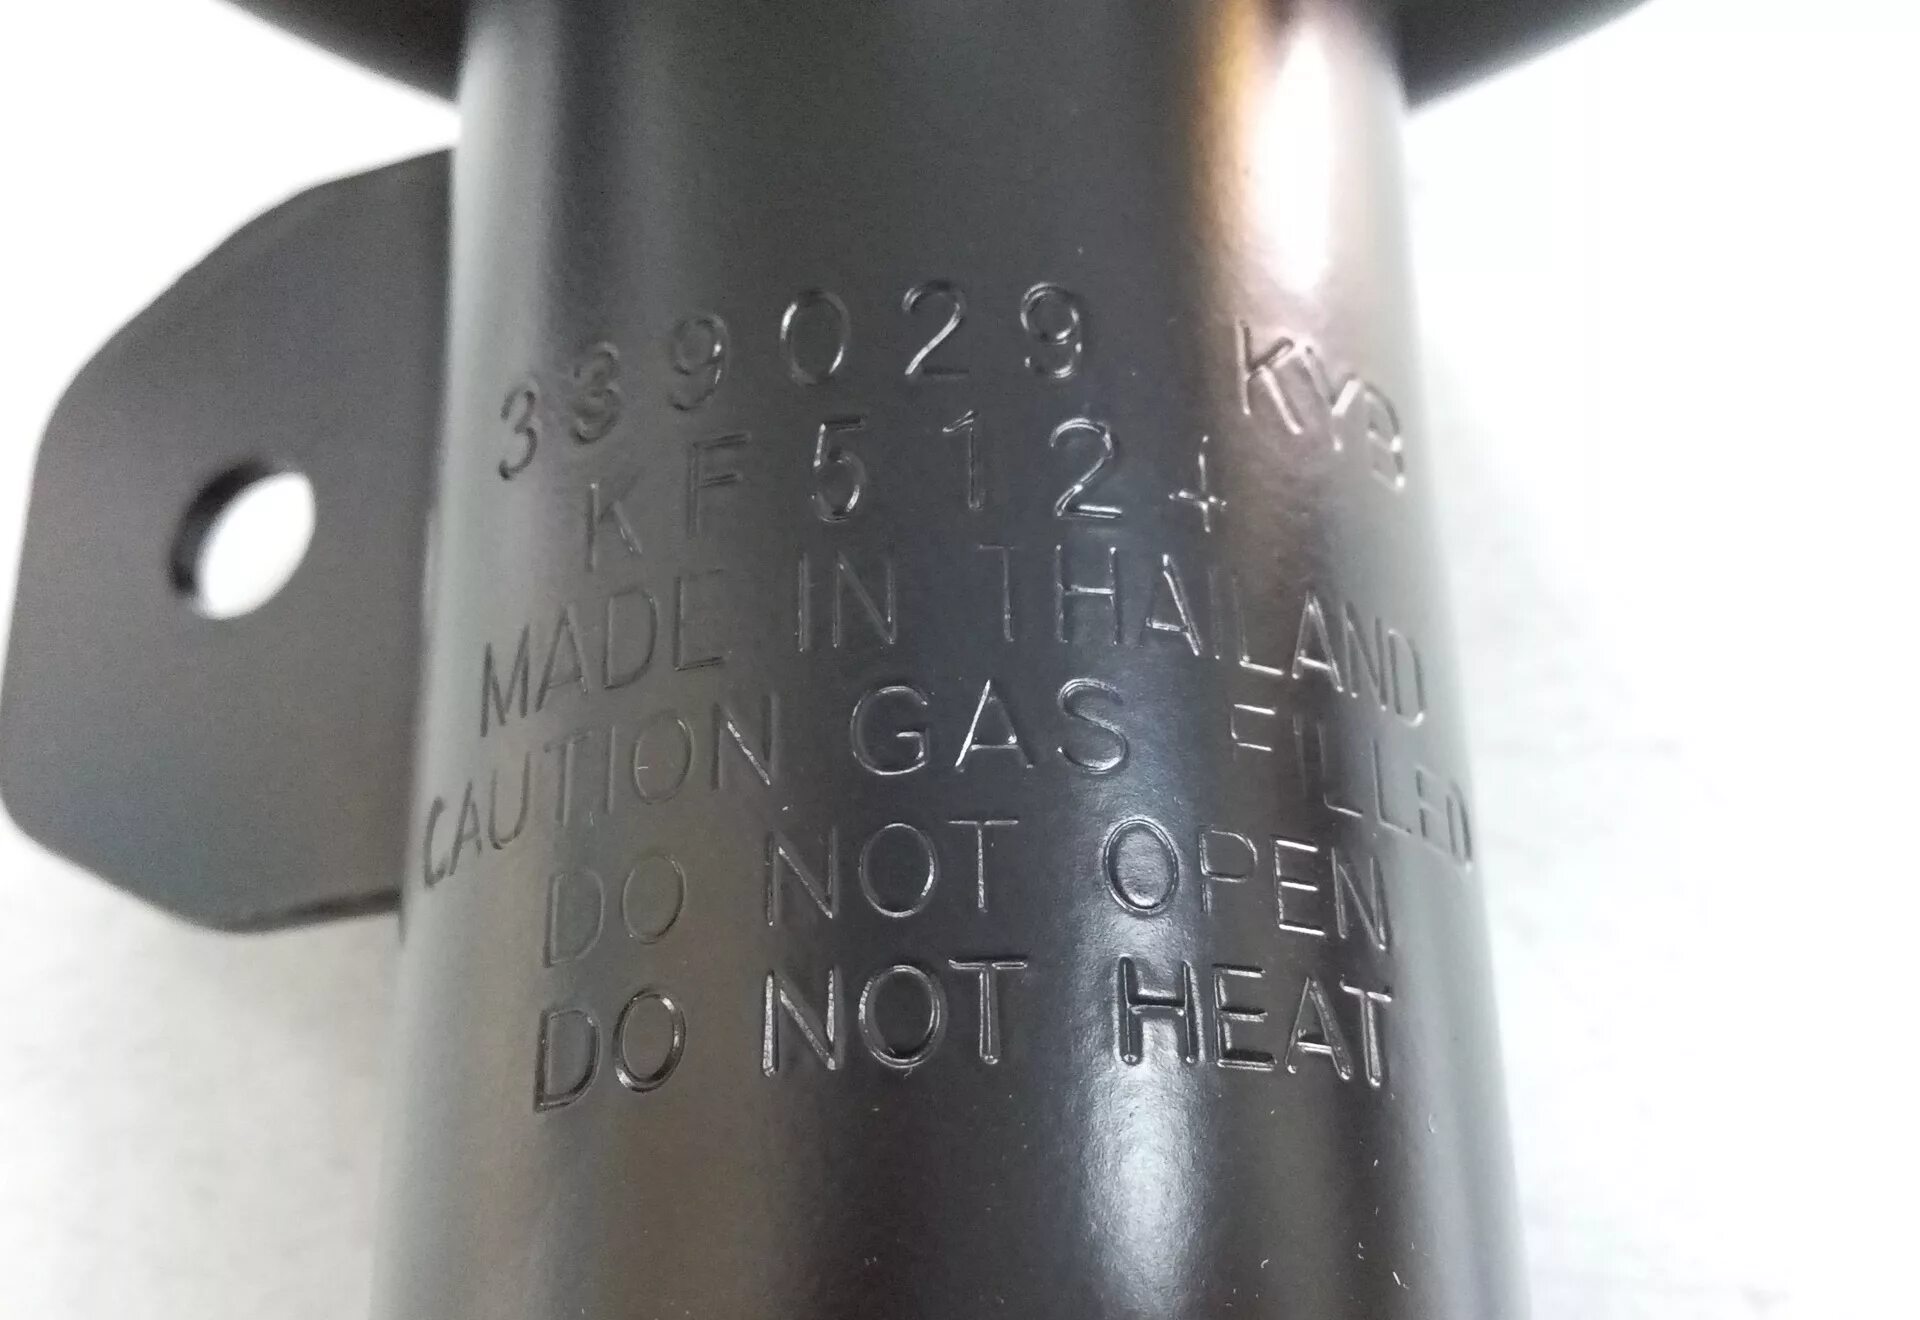 339029 KYB
KF5124
MADE IN THAILAND
CAUTION GAS FILLED
DO NOT OPEN
DO NOT HEAT